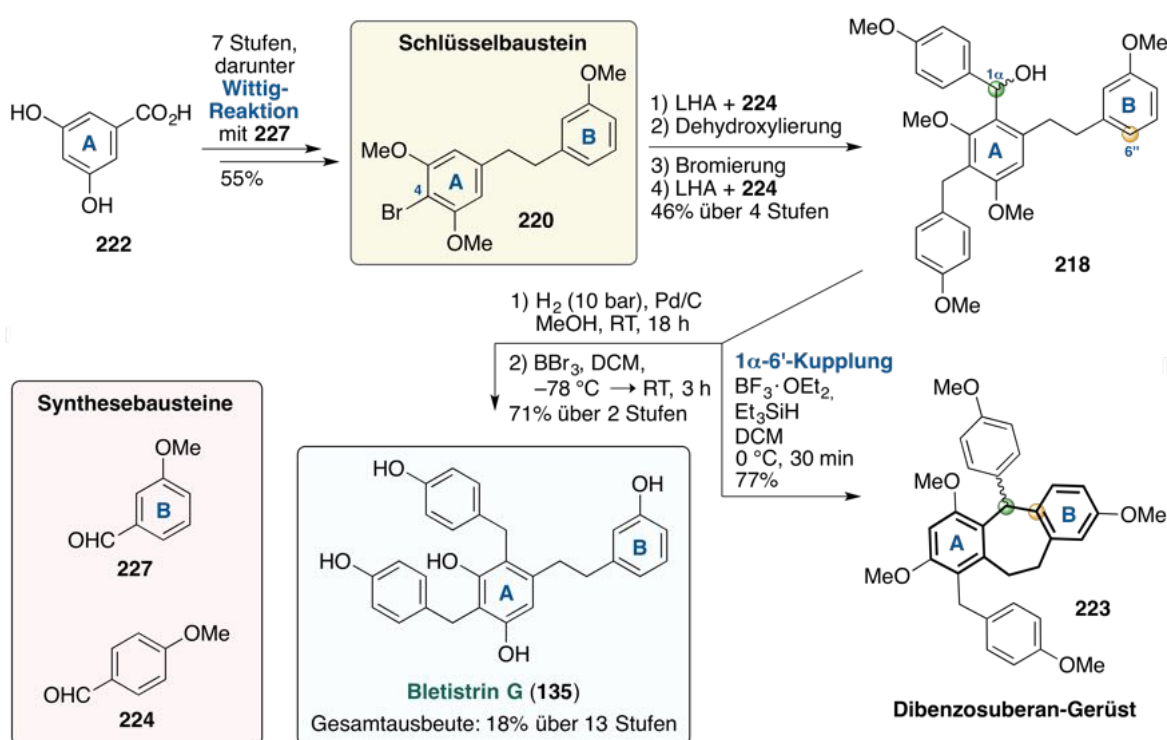 7 Stufen,
darunter
Wittig-
Reaktion
mit 227
55%
HO
CO₂H
A
OH
222
Schlüsselbaustein
OMe
B
MeO
A
4
Br
OMe
220
1) LHA + 224
2) Dehydroxylierung
3) Bromierung
4) LHA + 224
46% über 4 Stufen
MeO
1α
OH
OMe
B
6''
MeO
A
OMe
OMe
218
1) H₂ (10 bar), Pd/C
MeOH, RT, 18 h
2) BBr₃, DCM,
–78 °C → RT, 3 h
71% über 2 Stufen
1α-6'-Kupplung
BF₃·OEt₂,
Et₃SiH
DCM
0 °C, 30 min
77%
Synthesebausteine
OMe
B
OHC
227
OMe
OHC
224
HO
OH
B
HO
HO
A
OH
Bletistrin G (135)
Gesamtausbeute: 18% über 13 Stufen
MeO
MeO
B
OMe
A
MeO
223
OMe
Dibenzosuberan-Gerüst